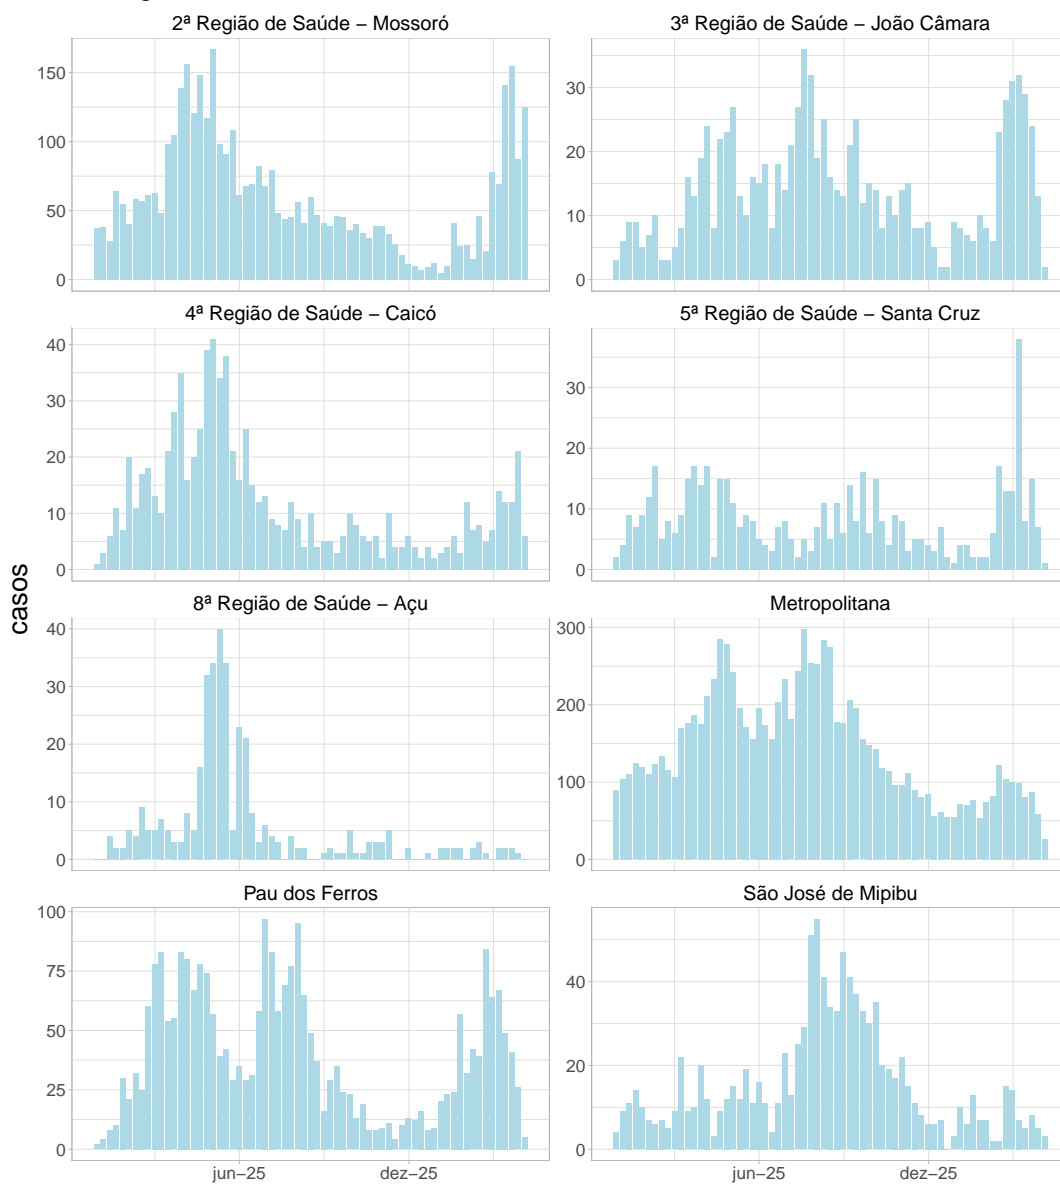 2ª Região de Saúde – Mossoró
3ª Região de Saúde – João Câmara
150
100
50
0
30
20
10
0
4ª Região de Saúde – Caicó
5ª Região de Saúde – Santa Cruz
40
30
20
10
0
30
20
10
0
casos
8ª Região de Saúde – Açu
Metropolitana
40
30
20
10
0
300
200
100
0
Pau dos Ferros
São José de Mipibu
100
75
50
25
0
40
20
0
jun–25
dez–25
jun–25
dez–25